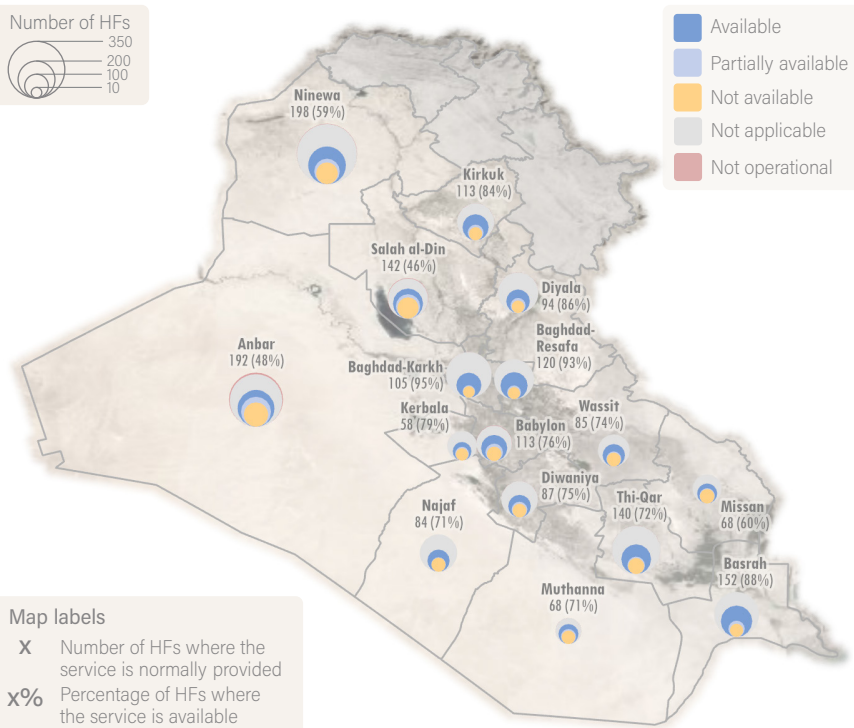 Number of HFs
350
200
100
10
Available
Partially available
Not available
Not applicable
Not operational
Ninewa
198 (59%)
Kirkuk
113 (84%)
Salah al-Din
142 (46%)
Diyala
94 (86%)
Baghdad-
Resafa
120 (93%)
Anbar
192 (48%)
Baghdad-Karkh
105 (95%)
Kerbala
58 (79%)
Babylon
113 (76%)
Wassit
85 (74%)
Diwaniya
87 (75%)
Najaf
84 (71%)
Thi-Qar
140 (72%)
Missan
68 (60%)
Basrah
152 (88%)
Muthanna
68 (71%)
Map labels
X Number of HFs where the
service is normally provided
x% Percentage of HFs where
the service is available